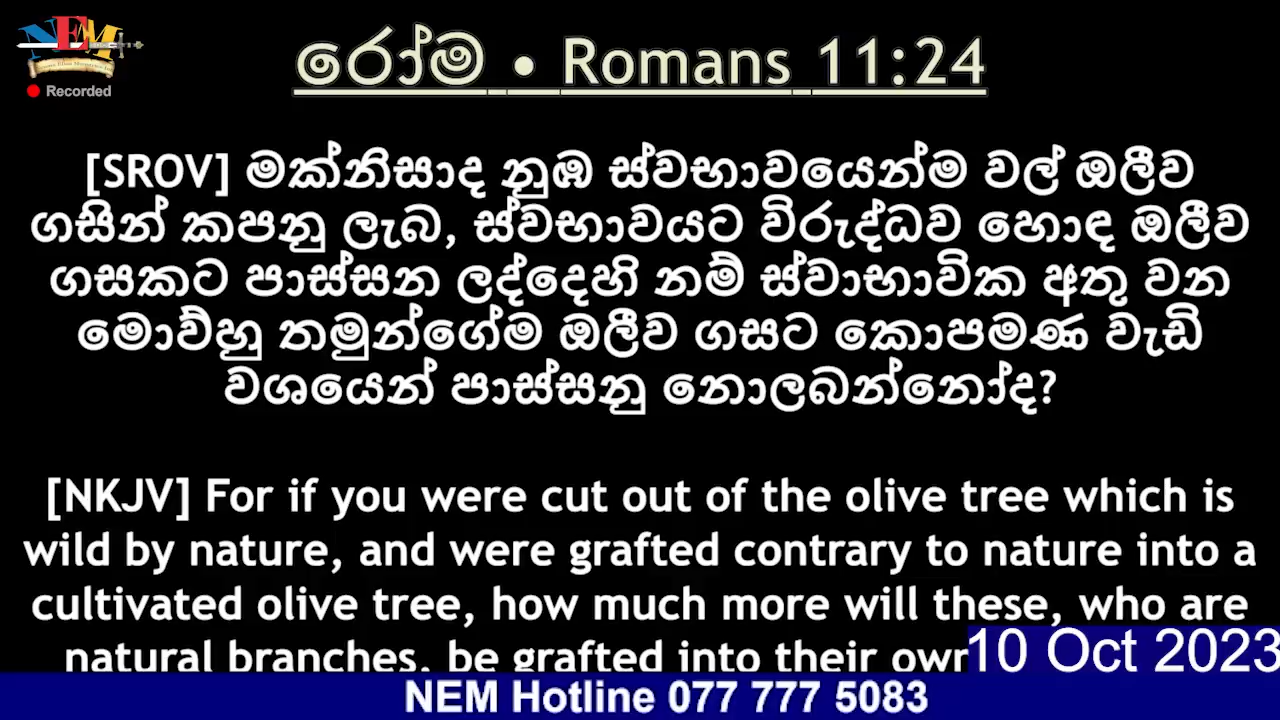 NEM
Recorded
රෝම • Romans 11:24
[SROV] මක්නිසාද නුඹ ස්වභාවයෙන්ම වල් ඔලීව
ගසින් කපනු ලැබ, ස්වභාවයට විරුද්ධව හොඳ ඔලීව
ගසකට පාස්සන ලද්දෙහි නම් ස්වාභාවික අතු වන
මොව්හු තමුන්ගේම ඔලීව ගසට කොපමණ වැඩි
වශයෙන් පාස්සනු නොලබන්නෝද?
[NKJV] For if you were cut out of the olive tree which is
wild by nature, and were grafted contrary to nature into a
cultivated olive tree, how much more will these, who are
natural branches, be grafted into their own
10 Oct 2023
NEM Hotline 077 777 5083